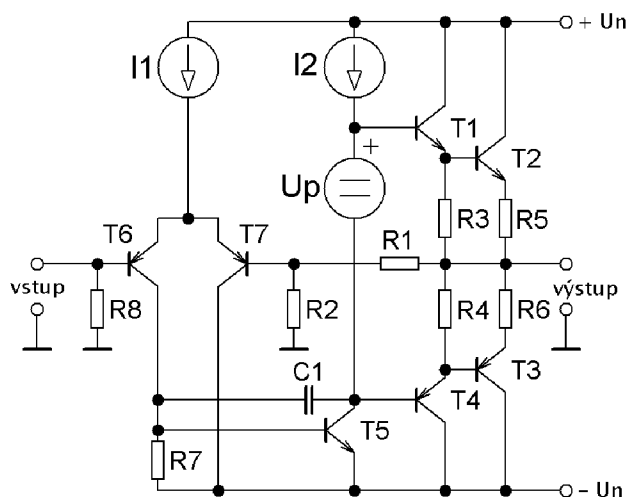 + Un
I1
I2
+
T1
T2
Up
R3
R5
T6
T7
R1
vstup
výstup
R8
R2
R4
R6
C1
T3
T4
T5
R7
– Un